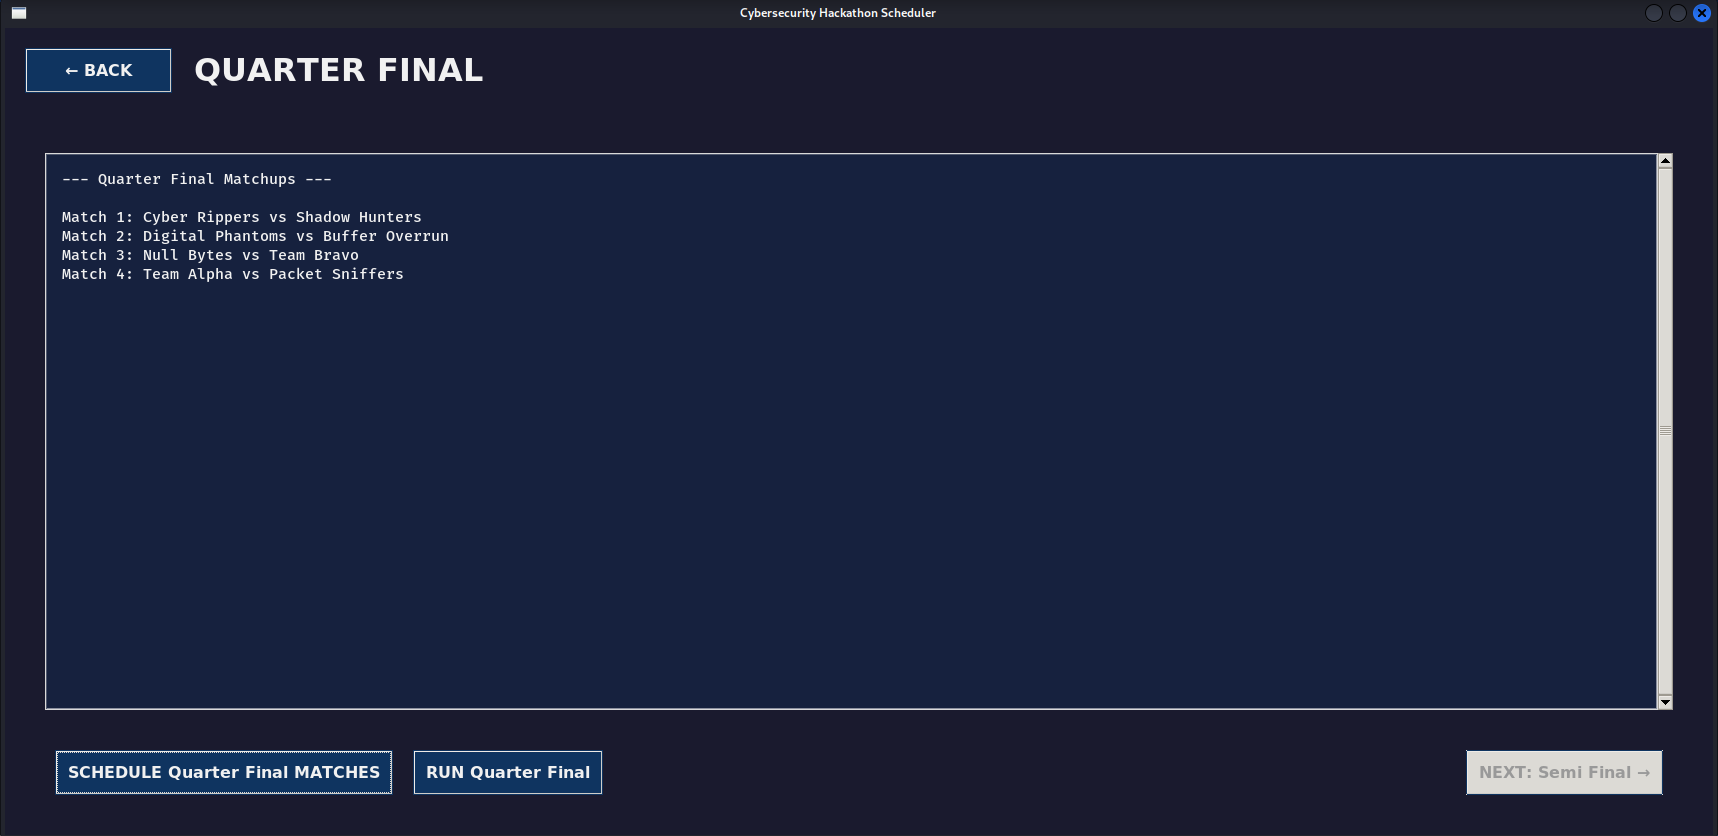 Cybersecurity Hackathon Scheduler
← BACK
QUARTER FINAL
--- Quarter Final Matchups ---
Match 1: Cyber Rippers vs Shadow Hunters
Match 2: Digital Phantoms vs Buffer Overrun
Match 3: Null Bytes vs Team Bravo
Match 4: Team Alpha vs Packet Sniffers
SCHEDULE Quarter Final MATCHES
RUN Quarter Final
NEXT: Semi Final →